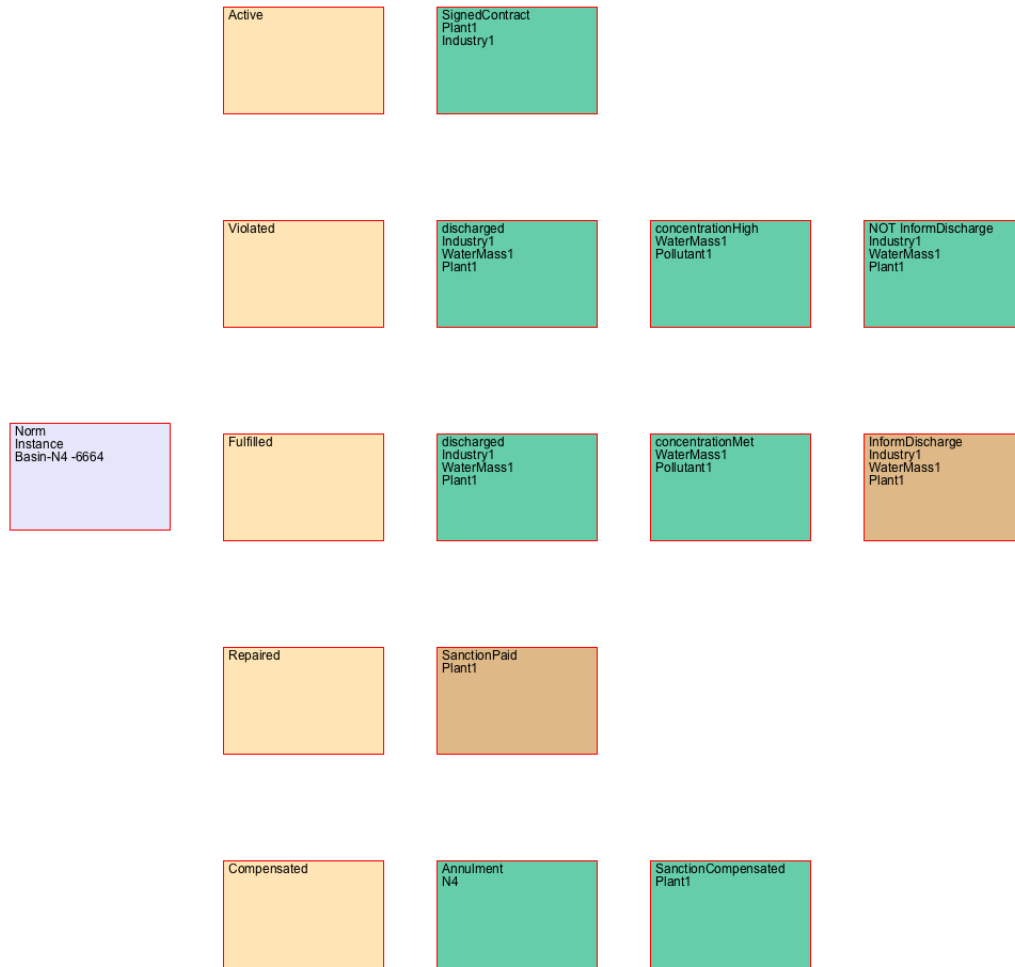 Active
SignedContract
Plant1
Industry1
Violated
discharged
Industry1
WaterMass1
Plant1
concentrationHigh
WaterMass1
Pollutant1
NOT InformDischarge
Industry1
WaterMass1
Plant1
Norm
Instance
Basin-N4 -6664
Fulfilled
discharged
Industry1
WaterMass1
Plant1
concentrationMet
WaterMass1
Pollutant1
InformDischarge
Industry1
WaterMass1
Plant1
Repaired
SanctionPaid
Plant1
Compensated
Annulment
N4
SanctionCompensated
Plant1